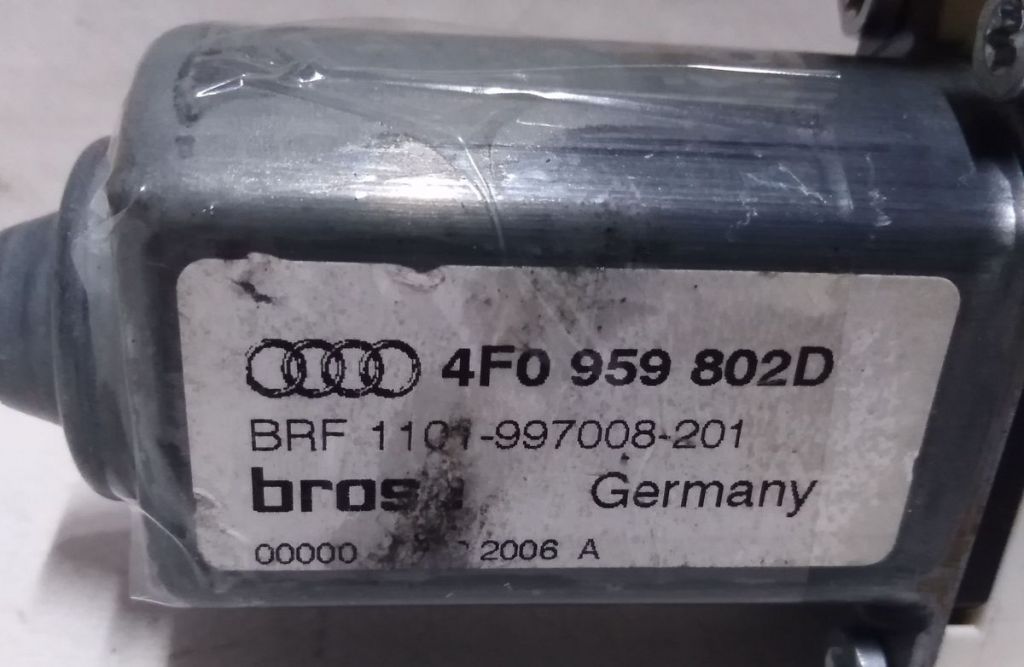 4F0 959 802D
BRF 1101-997008-201
Germany
00000 2006 A